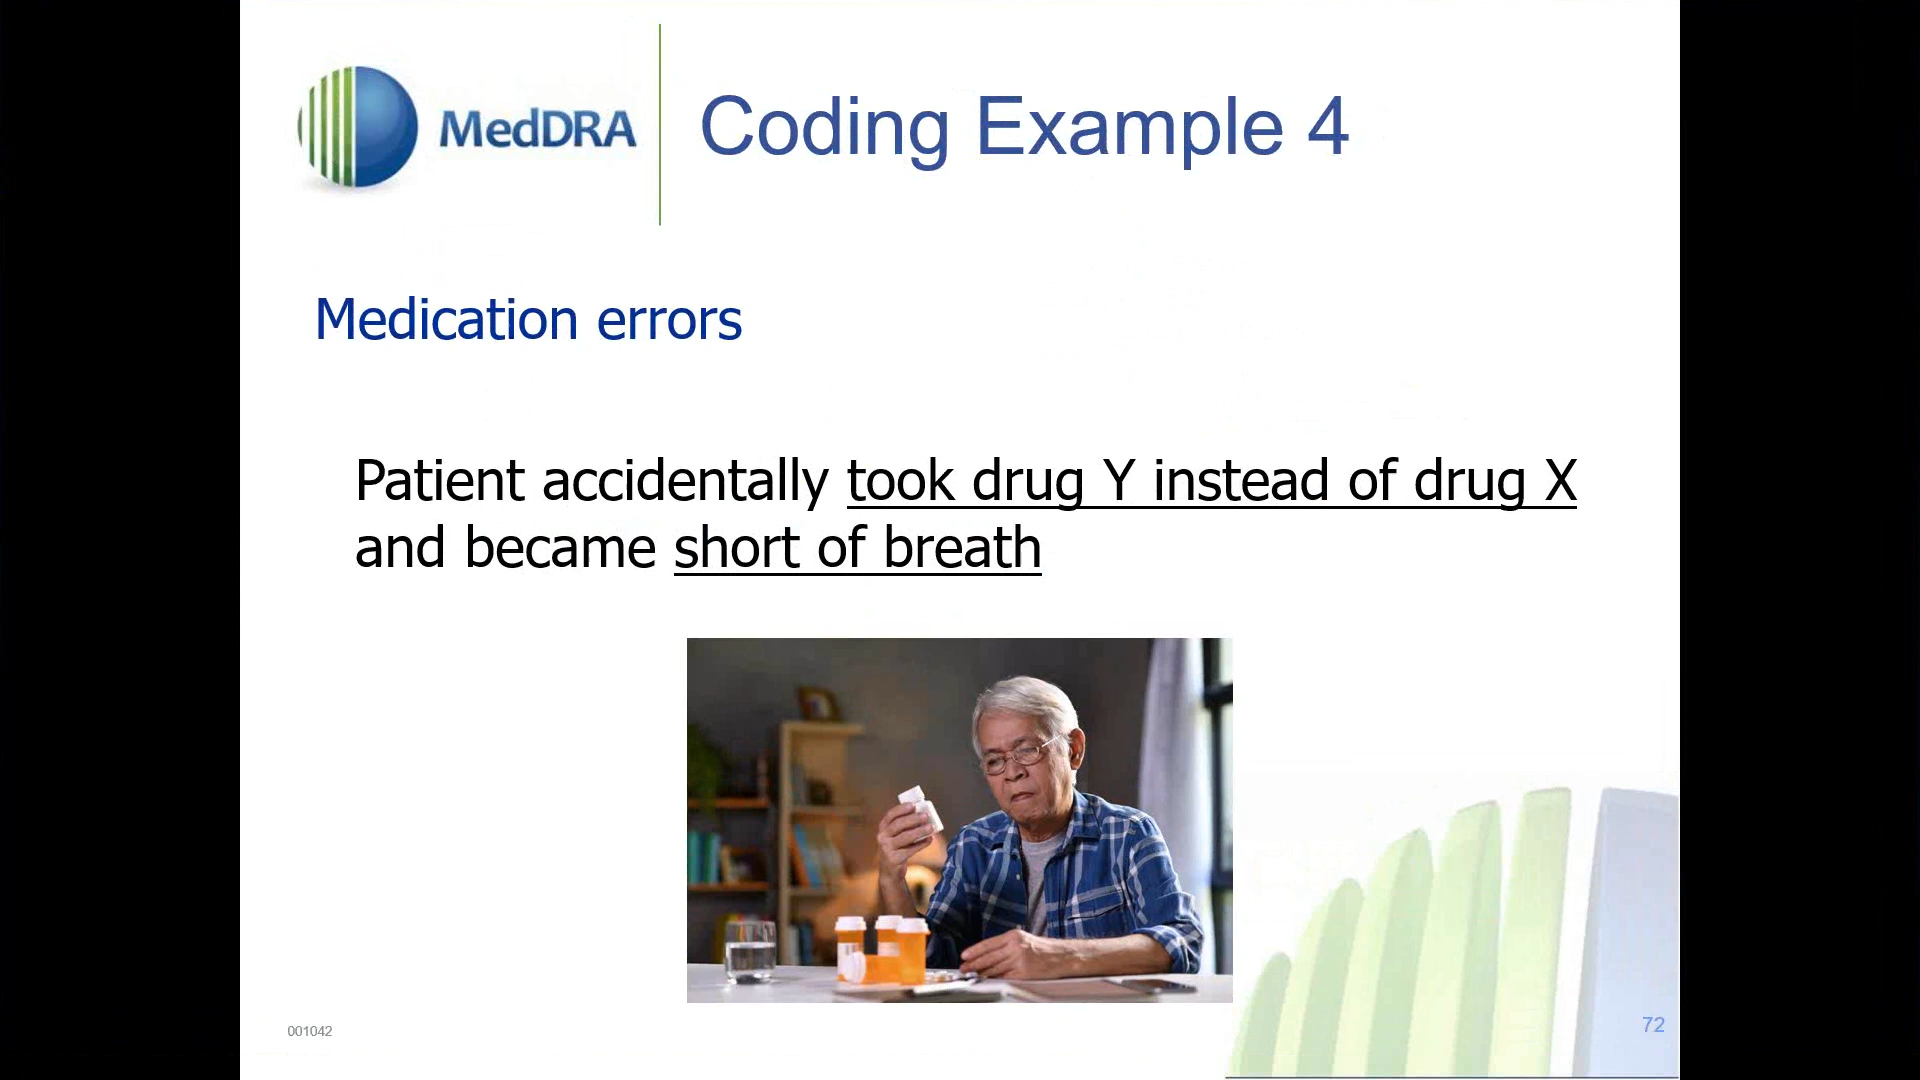 MedDRA
Coding Example 4
Medication errors
Patient accidentally took drug Y instead of drug X
and became short of breath
001042
72